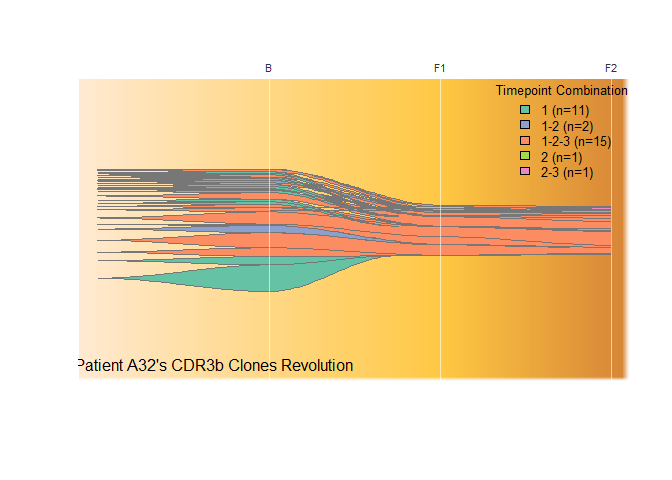 B F1 F2
Timepoint Combination
1 (n=11)
1-2 (n=2)
1-2-3 (n=15)
2 (n=1)
2-3 (n=1)
Patient A32's CDR3b Clones Revolution